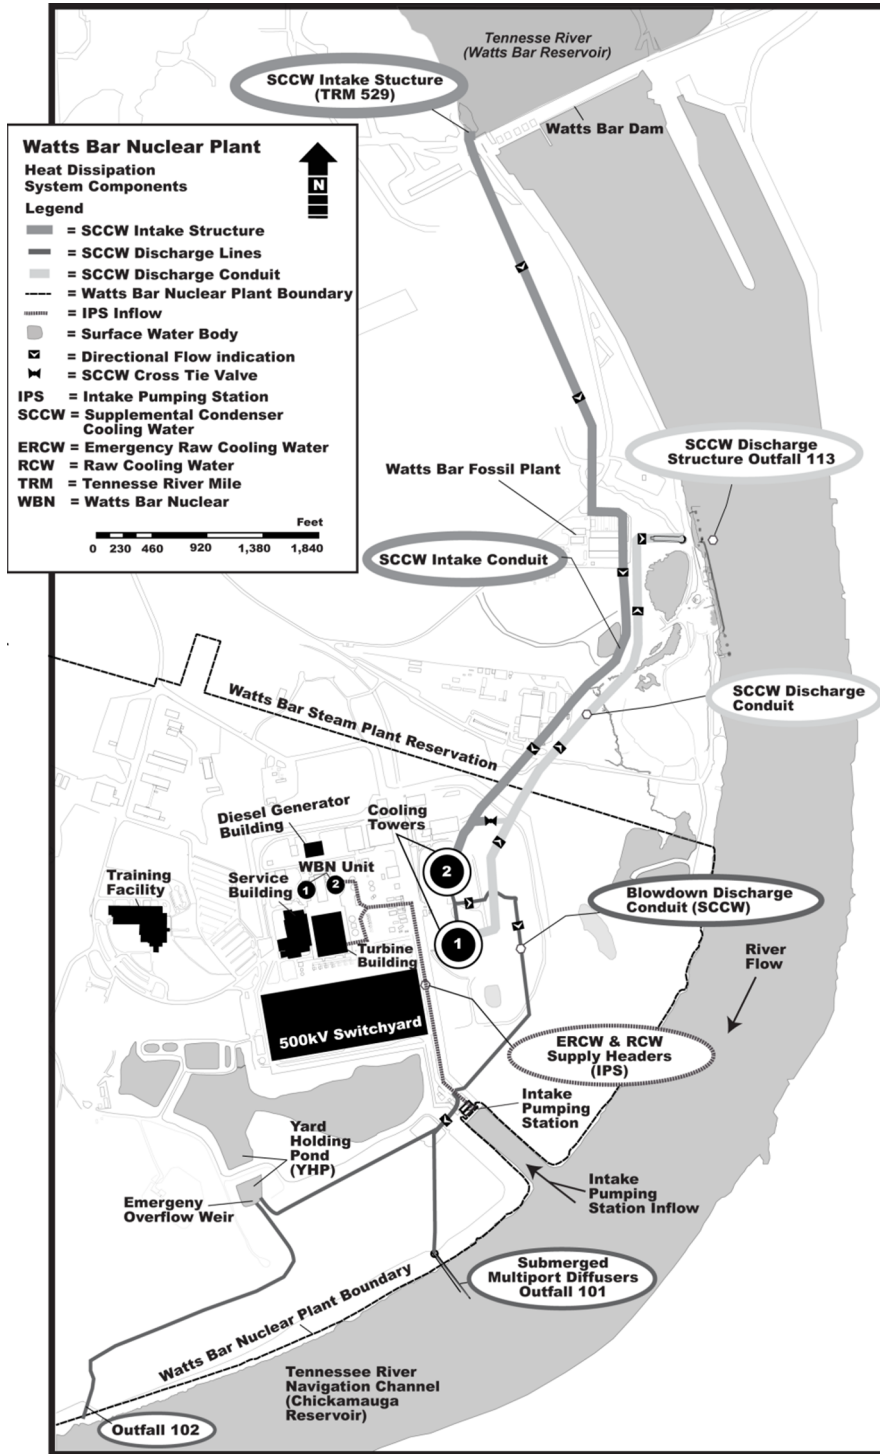 Tennesse River
(Watts Bar Reservoir)
SCCW Intake Stucture
(TRM 529)
Watts Bar Dam
Watts Bar Nuclear Plant
Heat Dissipation
System Components
N
Legend
= SCCW Intake Structure
= SCCW Discharge Lines
= SCCW Discharge Conduit
= Watts Bar Nuclear Plant Boundary
= IPS Inflow
= Surface Water Body
= Directional Flow indication
= SCCW Cross Tie Valve
IPS = Intake Pumping Station
SCCW = Supplemental Condenser
Cooling Water
ERCW = Emergency Raw Cooling Water
RCW = Raw Cooling Water
TRM = Tennesse River Mile
WBN = Watts Bar Nuclear
Feet
0 230 460 920 1,380 1,840
SCCW Discharge
Structure Outfall 113
Watts Bar Fossil Plant
SCCW Intake Conduit
SCCW Discharge
Conduit
Watts Bar Steam Plant Reservation
Diesel Generator
Building
Cooling
Towers
WBN Unit
1 2
Training
Facility
Service
Building
2
Blowdown Discharge
Conduit (SCCW)
1
Turbine
Building
River
Flow
500kV Switchyard
ERCW & RCW
Supply Headers
(IPS)
Intake
Pumping
Station
Yard
Holding
Pond
(YHP)
Intake
Pumping
Station Inflow
Emergeny
Overflow Weir
Submerged
Multiport Diffusers
Outfall 101
Watts Bar Nuclear Plant Boundary
Tennessee River
Navigation Channel
(Chickamauga
Reservoir)
Outfall 102